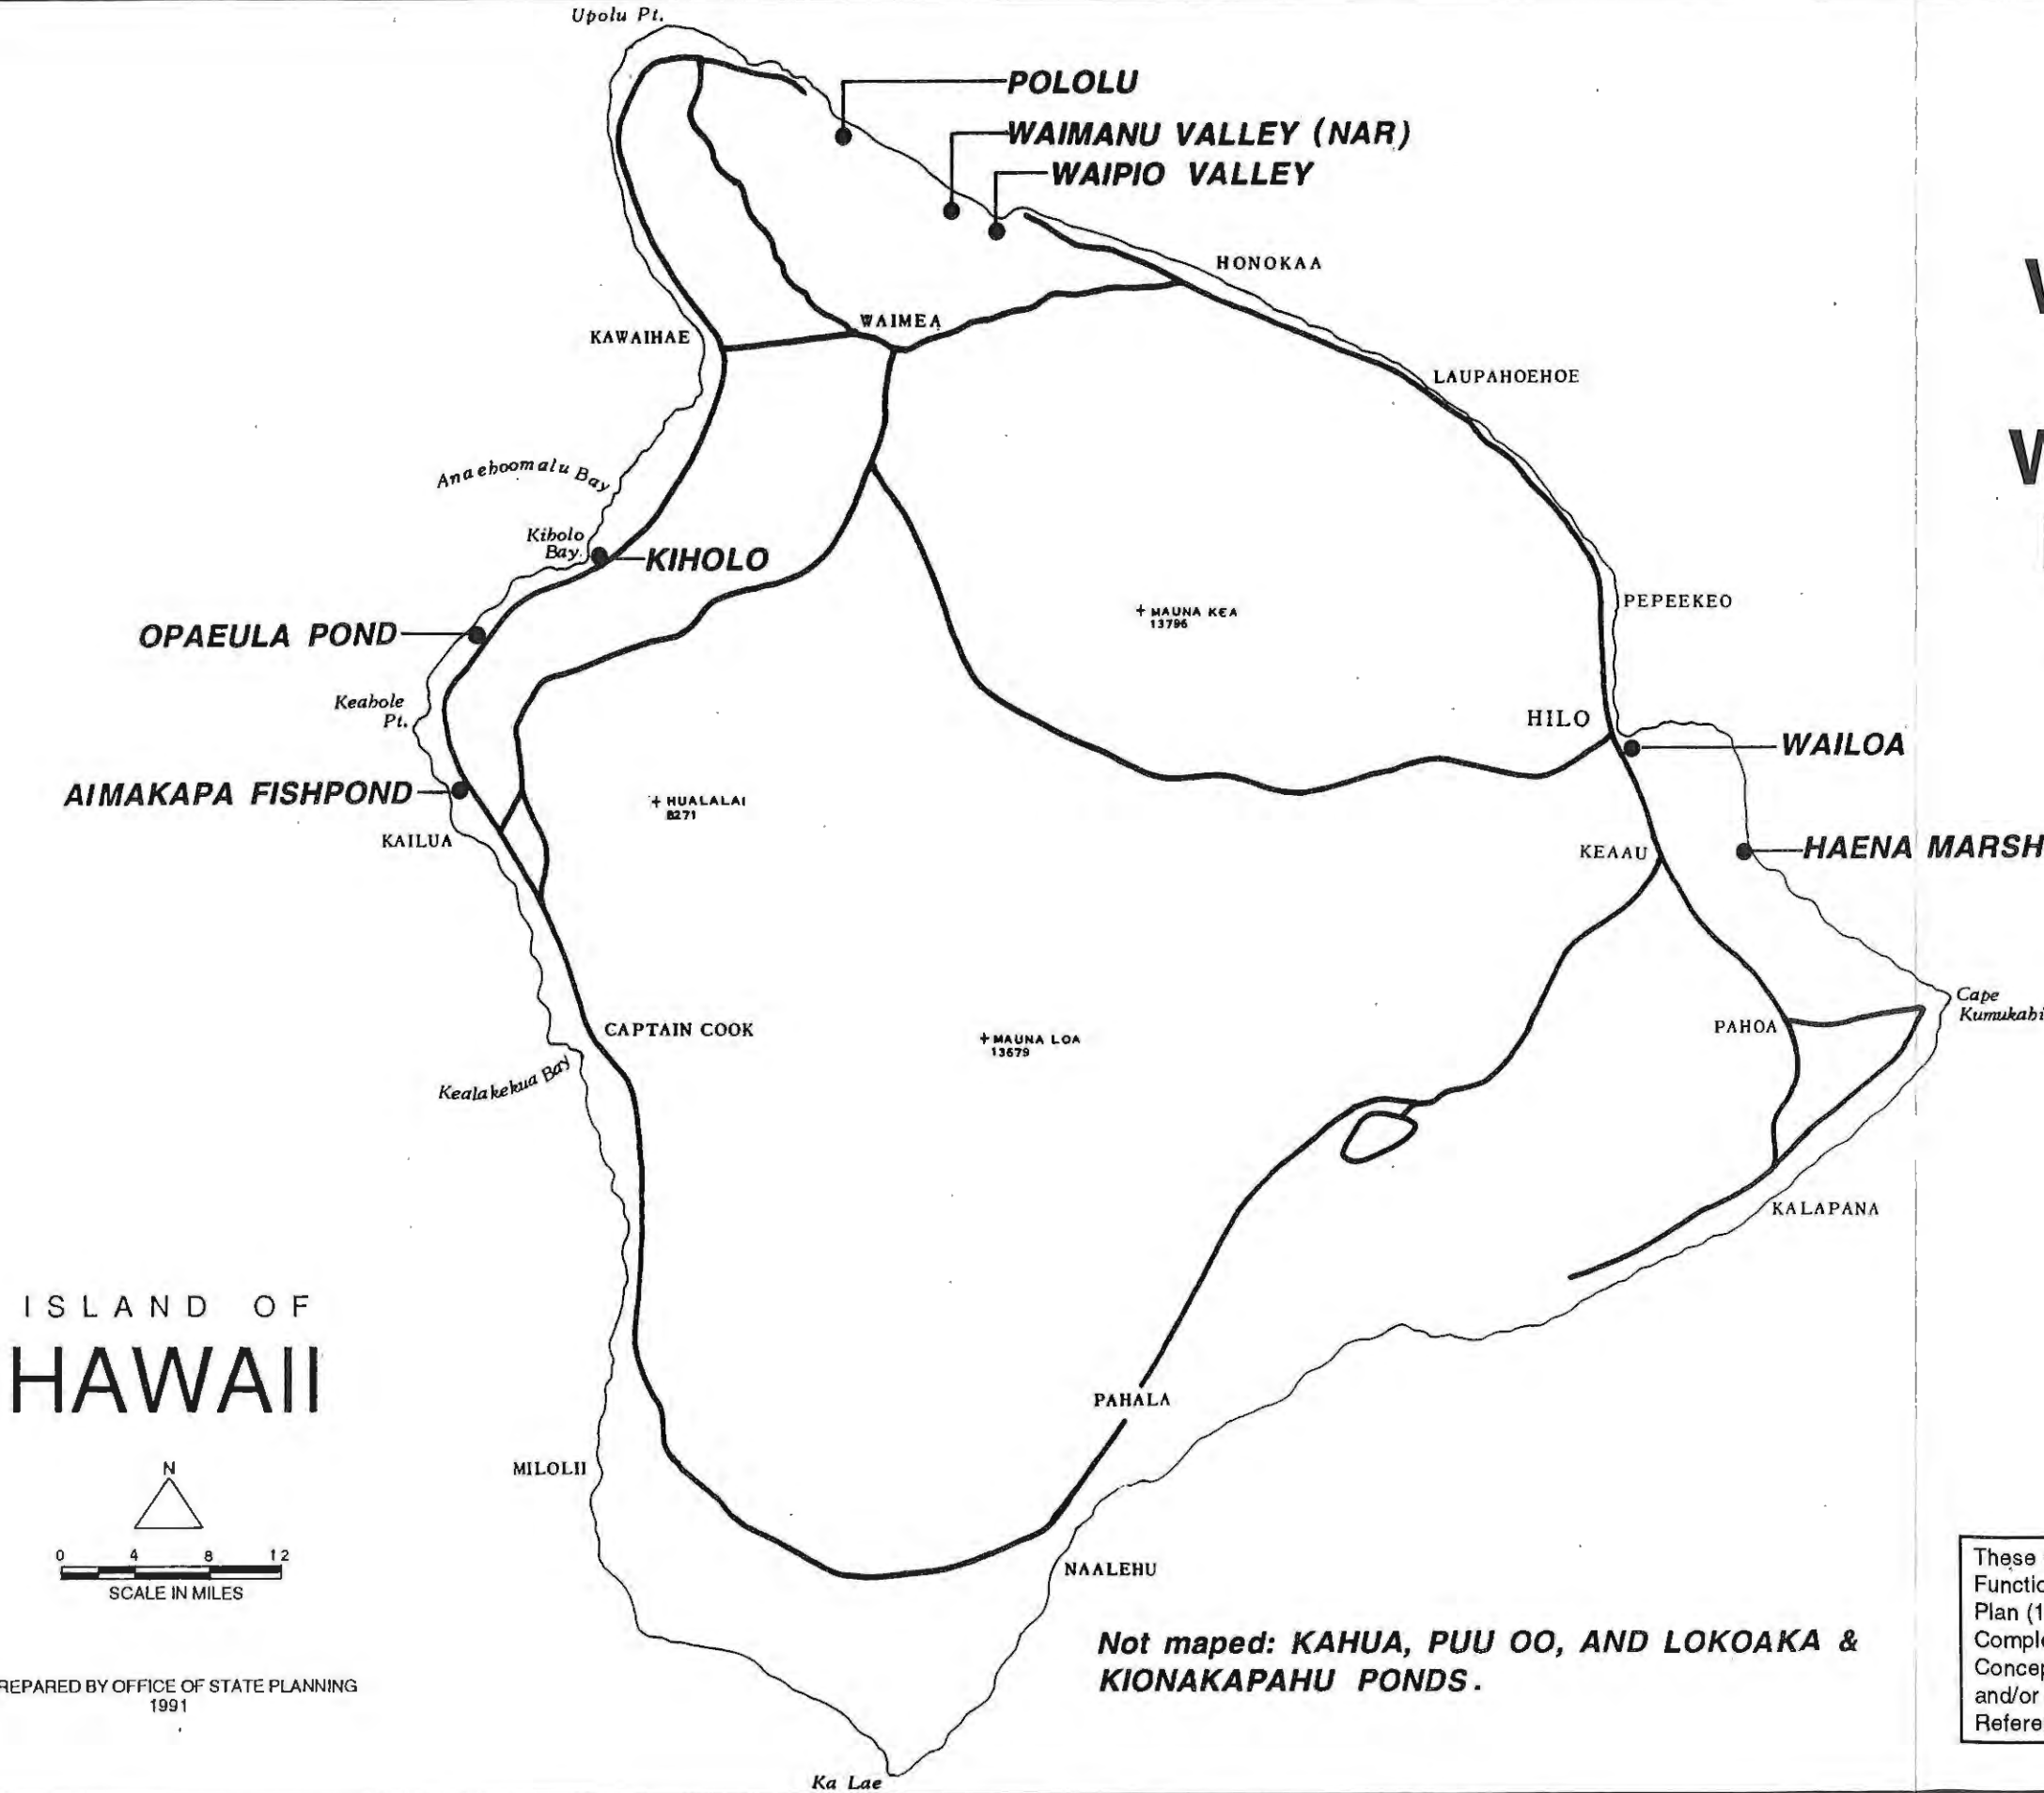 Upolu Pt.
POLOLU
WAIMANU VALLEY (NAR)
WAIPIO VALLEY
HONOKAA
WAIMEA
KAWAIHAE
LAUPAHOEHOE
Anaehoomalu Bay
Kiholo
Bay.
KIHOLO
+ MAUNA KEA
13796
PEPEEKEO
OPAEULA POND
Keahole
Pt.
HILO
WAILOA
AIMAKAPA FISHPOND
+ HUALALAI
8271
KAILUA
KEAAU
HAENA MARSH
Cape
Kumukahi
CAPTAIN COOK
+ MAUNA LOA
13679
PAHOA
Kealakekua Bay
KALAPANA
ISLAND OF
HAWAII
PAHALA
MILOLII
N
0 4 8 12
SCALE IN MILES
NAALEHU
These
Functio
Plan (1
Comple
Concep
and/or
Refere
Not maped: KAHUA, PUU OO, AND LOKOAKA &
KIONAKAPAHU PONDS.
REPARED BY OFFICE OF STATE PLANNING
1991
Ka Lae